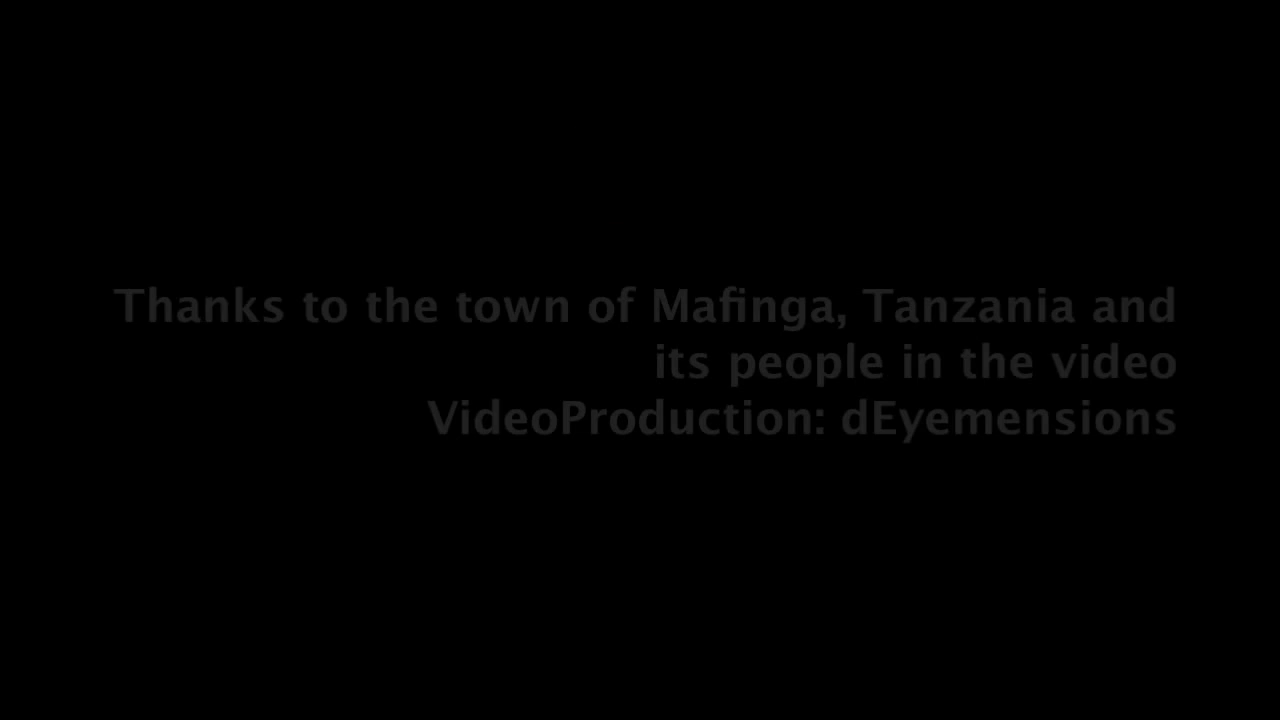 Thanks to the town of Mafinga, Tanzania and
its people in the video
VideoProduction: dEyemensions